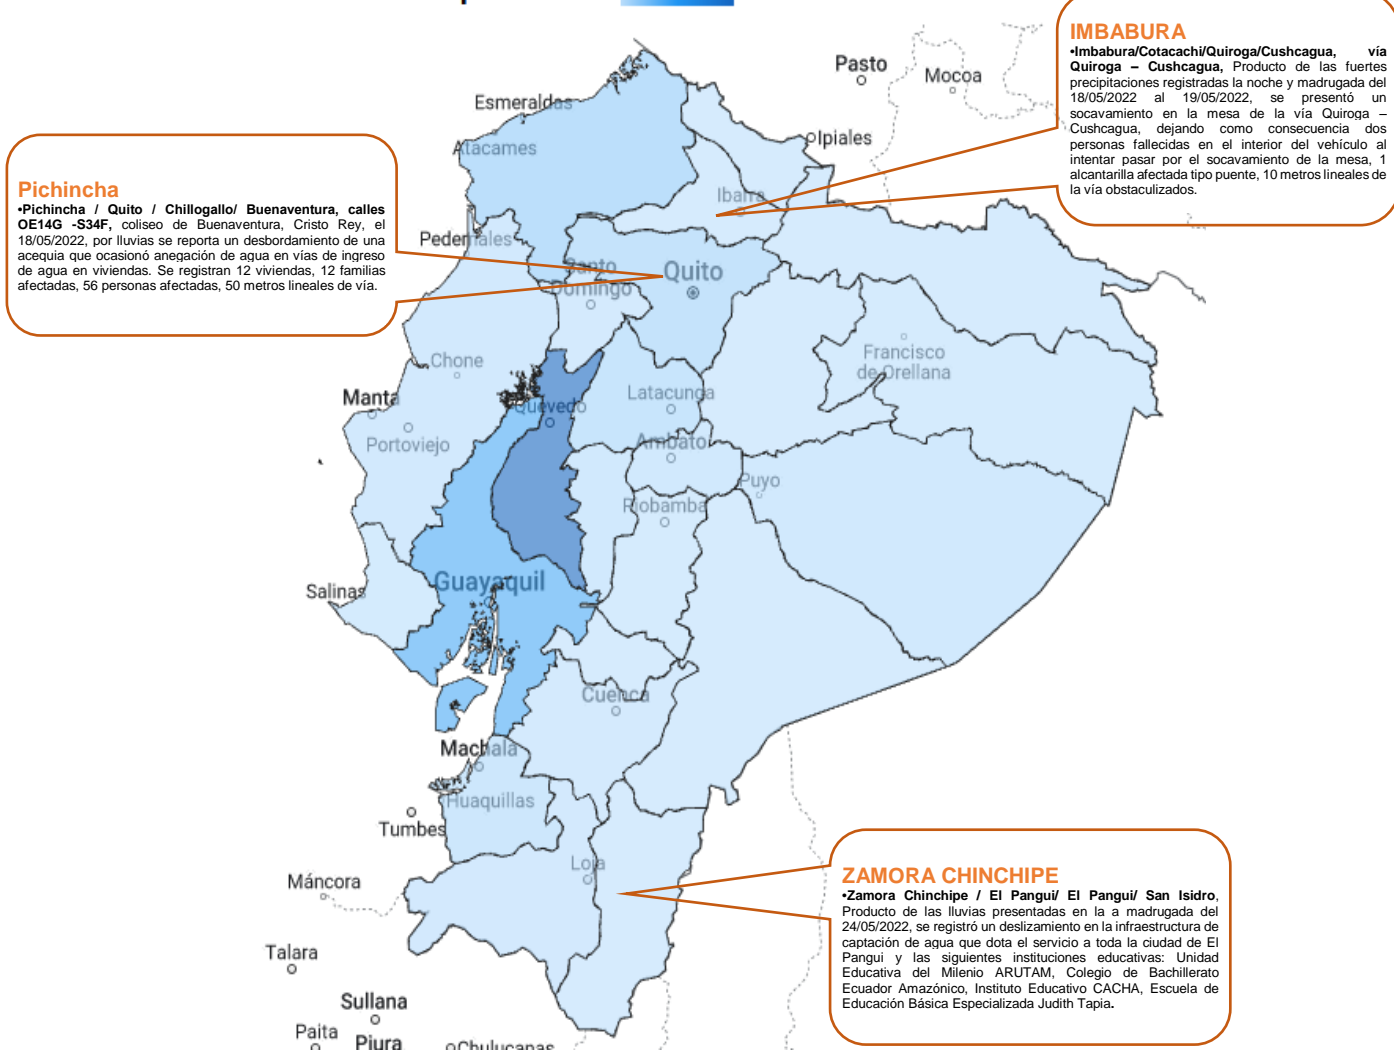 IMBABURA
•Imbabura/Cotacachi/Quiroga/Cushcagua, vía
Quiroga – Cushcagua, Producto de las fuertes
precipitaciones registradas la noche y madrugada del
18/05/2022 al 19/05/2022, se presentó un
socavamiento en la mesa de la vía Quiroga –
Cushcagua, dejando como consecuencia dos
personas fallecidas en el interior del vehículo al
intentar pasar por el socavamiento de la mesa, 1
alcantarilla afectada tipo puente, 10 metros lineales de
la vía obstaculizados.
Pasto
Mocoa
Esmeraldas
Ipiales
Atacames
Pichincha
•Pichincha / Quito / Chillogallo/ Buenaventura, calles
OE14G -S34F, coliseo de Buenaventura, Cristo Rey, el
18/05/2022, por lluvias se reporta un desbordamiento de una
acequia que ocasionó anegación de agua en vías de ingreso
de agua en viviendas. Se registran 12 viviendas, 12 familias
afectadas, 56 personas afectadas, 50 metros lineales de vía.
Ibarra
Pedernales
Santo
Domingo
Quito
Chone
Francisco
de Orellana
Manta
Latacunga
Quevedo
Portoviejo
Ambato
Puyo
Riobamba
Guayaquil
Salinas
Cuenca
Machala
Huaquillas
Tumbes
Loja
Máncora
ZAMORA CHINCHIPE
•Zamora Chinchipe / El Pangui/ El Pangui/ San Isidro,
Producto de las lluvias presentadas en la a madrugada del
24/05/2022, se registró un deslizamiento en la infraestructura de
captación de agua que dota el servicio a toda la ciudad de El
Pangui y las siguientes instituciones educativas: Unidad
Educativa del Milenio ARUTAM, Colegio de Bachillerato
Ecuador Amazónico, Instituto Educativo CACHA, Escuela de
Educación Básica Especializada Judith Tapia.
Talara
Sullana
Paita
Piura
Chulucanas